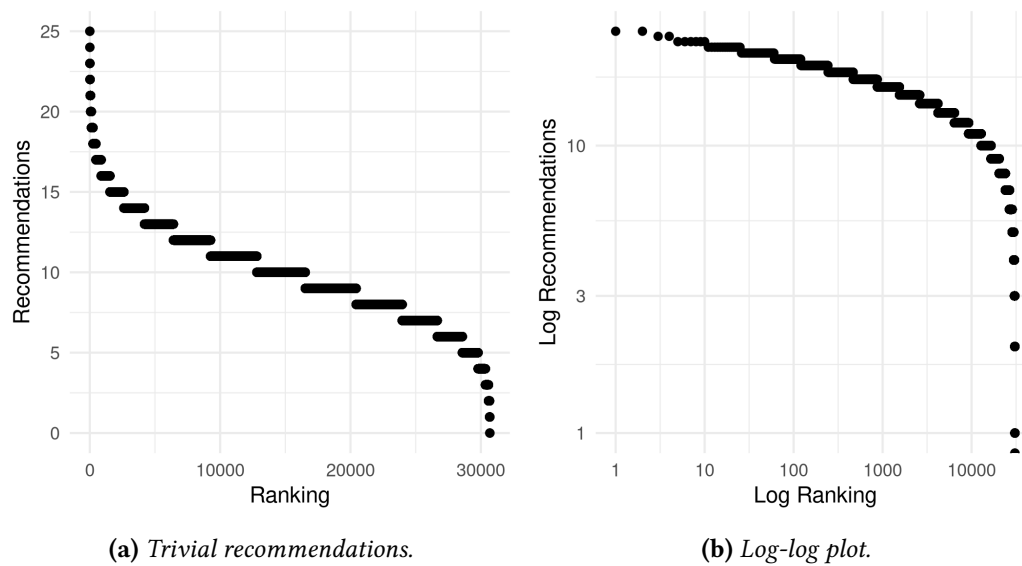 25
20
15
10
5
0
Recommendations
0 10000 20000 30000
Ranking
(a) Trivial recommendations.
10
3
1
Log Recommendations
1 10 100 1000 10000
Log Ranking
(b) Log-log plot.